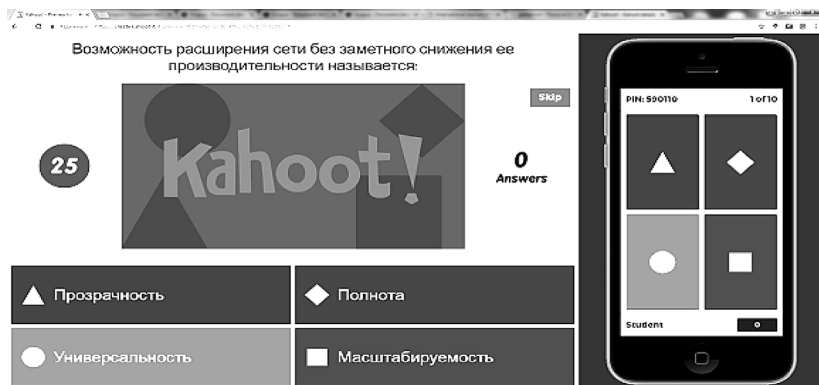 Возможность расширения сети без заметного снижения ее
производительности называется:
Skip
25
Kahoot!
0
Answers
Прозрачность
Полнота
Универсальность
Масштабируемость
PIN: 590110
1 of 10
Student
0